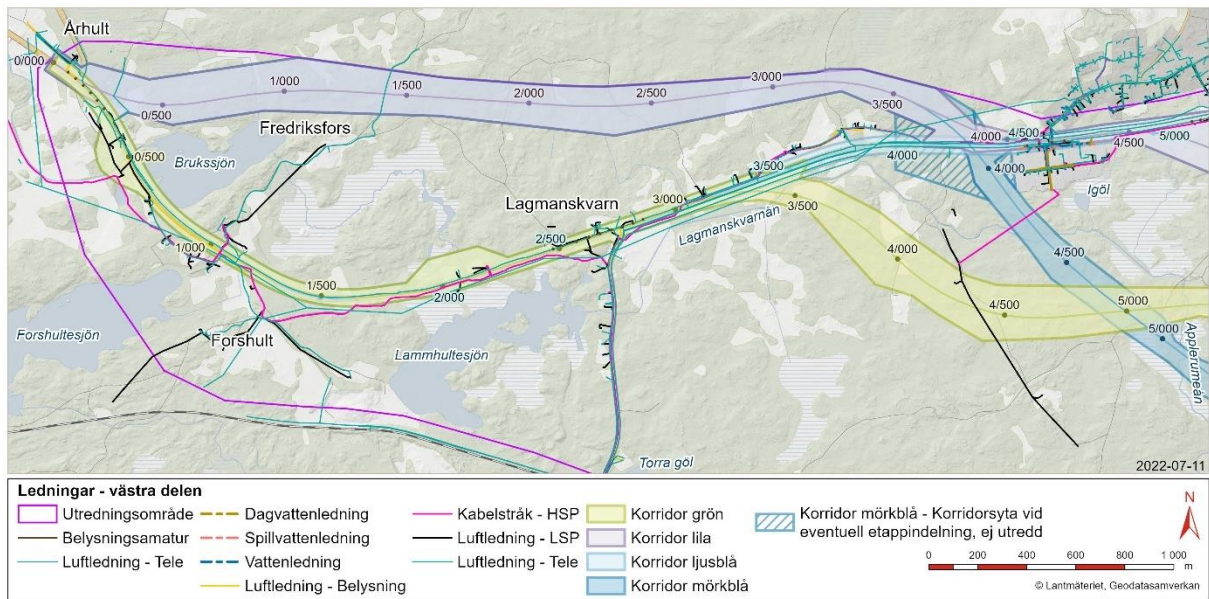 Århult
0/000
1/000
3/000
1/500
2/000
2/500
0/500
3/500
Fredriksfors
4/000
4/500
5/000
4/500
0/500
Brukssjön
3/500
4/000
4/000
Igöl
Lagmanskvarn
3/000
2/500
Lagmanskvarnån
3/500
1/000
4/000
4/500
1/500
2/000
4/500
5/000
5/000
Forshultesjön
Forshult
Lammhultesjön
Applerumeån
Torra göl
2022-07-11
Ledningar - västra delen
Utredningsområde
Dagvattenledning
Kabelstråk - HSP
Korridor grön
Korridor mörkblå - Korridorsyta vid
eventuell etappindelning, ej utredd
N
Belysningsamatur
Spillvattenledning
Luftledning - LSP
Korridor lila
Luftledning - Tele
Vattenledning
Luftledning - Tele
Korridor ljusblå
0 200 400 600 800 1 000
m
Luftledning - Belysning
Korridor mörkblå
© Lantmäteriet, Geodatasamverkan